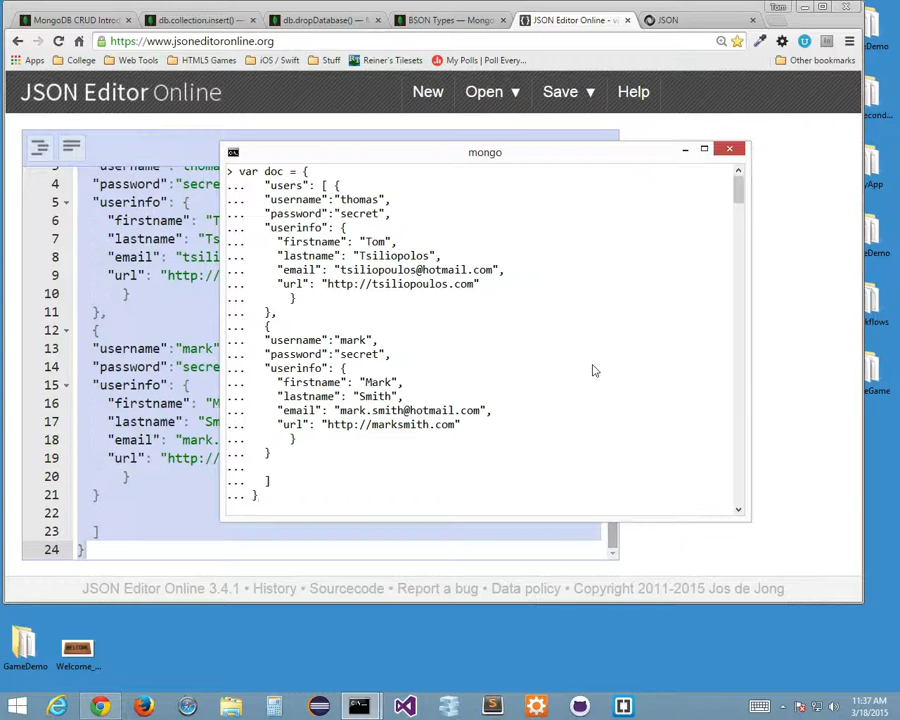 MongoDB CRUD Introd
db.collection.insert() —
db.dropDatabase() —
BSON Types — Mongo
JSON Editor Online - vi
JSON
Tom
https://www.jsoneditoronline.org
Apps
College
Web Tools
HTML5 Games
iOS / Swift
Stuff
Reiner's Tilesets
My Polls | Poll Every...
Other bookmarks
JSON Editor Online
New
Open ▼
Save ▼
Help
mongo
> var doc = {
... "users": [ {
... "username":"thomas",
... "password":"secret",
... "userinfo": {
... "firstname": "Tom",
... "lastname": "Tsiliopolos",
... "email": "tsiliopoulos@hotmail.com",
... "url": "http://tsiliopoulos.com"
... }
... },
... {
... "username":"mark",
... "password":"secret",
... "userinfo": {
... "firstname": "Mark",
... "lastname": "Smith",
... "email": "mark.smith@hotmail.com",
... "url": "http://marksmith.com"
... }
... }
...
... ]
... }
"username": "thoma
4 "password":"secre
5 "userinfo": {
6 "firstname": "T
7 "lastname": "Ts
8 "email": "tsili
9 "url": "http://
10 }
11 },
12 {
13 "username":"mark"
14 "password":"secre
15 "userinfo": {
16 "firstname": "M
17 "lastname": "Sm
18 "email": "mark.
19 "url": "http://
20 }
21 }
22
23 ]
24 }
JSON Editor Online 3.4.1 • History • Sourcecode • Report a bug • Data policy • Copyright 2011-2015 Jos de Jong
GameDemo
Welcome_...
11:37 AM
3/18/2015